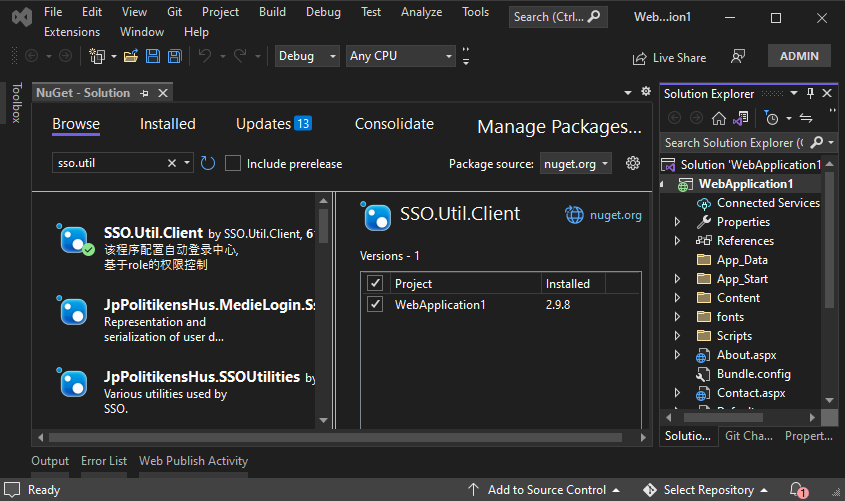 File Edit View Git Project Build Debug Test Analyze Tools
Extensions Window Help
Search (Ctrl...
Web...ion1
Debug
Any CPU
Live Share
ADMIN
Toolbox
NuGet - Solution
Browse
Installed
Updates 13
Consolidate
Manage Packages...
sso.util
Include prerelease
Package source: nuget.org
SSO.Util.Client by SSO.Util.Client, 6
该程序配置自动登录中心,
基于role的权限控制
JpPolitikensHus.MedieLogin.S
Representation and
serialization of user d...
JpPolitikensHus.SSOUtilities by
Various utilities used by
SSO.
SSO.Util.Client
nuget.org
Versions - 1
Project Installed
WebApplication1 2.9.8
Solution Explorer
Search Solution Explorer (
Solution 'WebApplication1
WebApplication1
Connected Services
Properties
References
App_Data
App_Start
Content
fonts
Scripts
About.aspx
Bundle.config
Contact.aspx
Solutio... Git Cha... Propert...
Output Error List Web Publish Activity
Ready
Add to Source Control
Select Repository
1